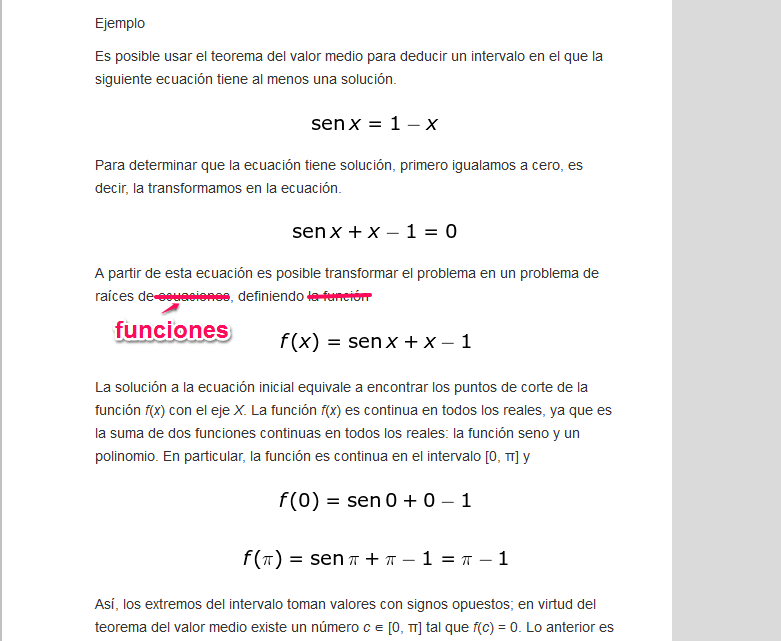 Ejemplo
Es posible usar el teorema del valor medio para deducir un intervalo en el que la
siguiente ecuación tiene al menos una solución.
sen x = 1 − x
Para determinar que la ecuación tiene solución, primero igualamos a cero, es
decir, la transformamos en la ecuación.
sen x + x − 1 = 0
A partir de esta ecuación es posible transformar el problema en un problema de
raíces de ecuaciones, definiendo la función
funciones
f(x) = sen x + x − 1
La solución a la ecuación inicial equivale a encontrar los puntos de corte de la
función f(x) con el eje X. La función f(x) es continua en todos los reales, ya que es
la suma de dos funciones continuas en todos los reales: la función seno y un
polinomio. En particular, la función es continua en el intervalo [0, π] y
f(0) = sen 0 + 0 − 1
f(π) = sen π + π − 1 = π − 1
Así, los extremos del intervalo toman valores con signos opuestos; en virtud del
teorema del valor medio existe un número c ∈ [0, π] tal que f(c) = 0. Lo anterior es